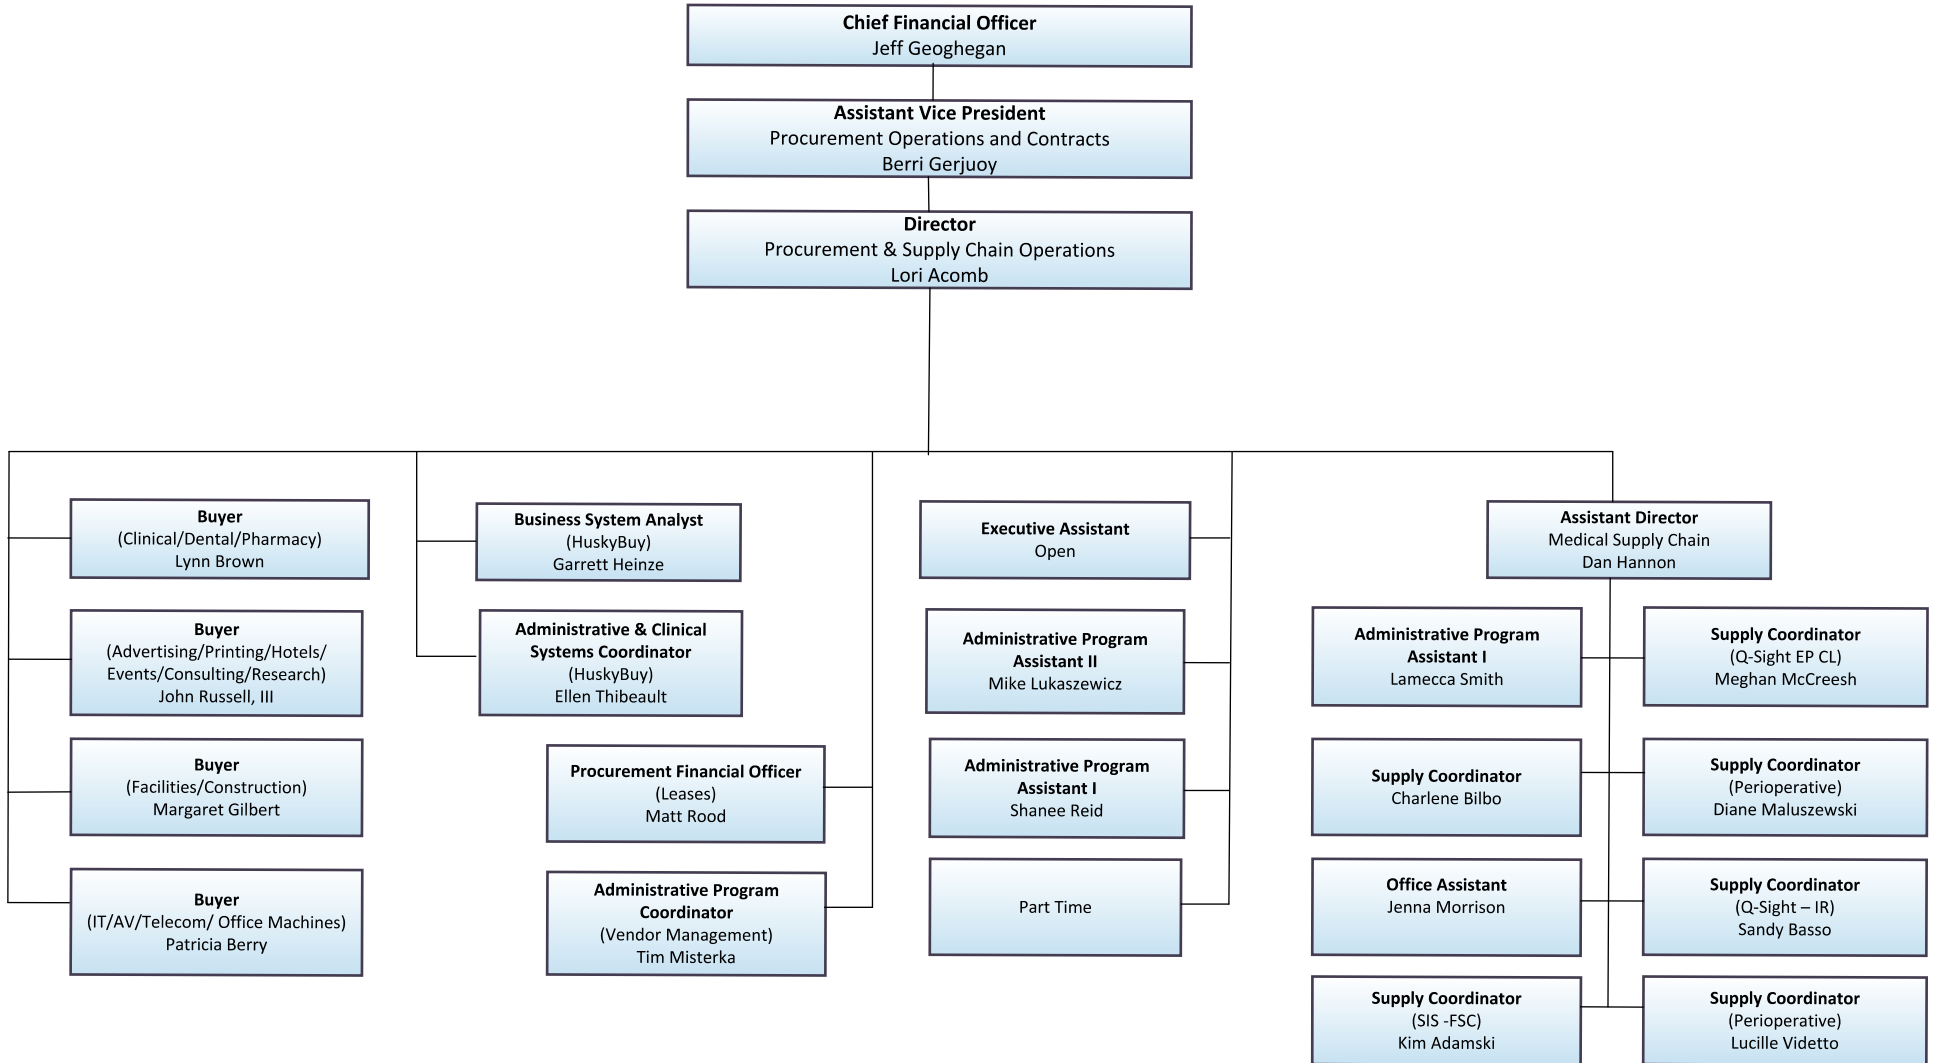 Chief Financial Officer
Jeff Geoghegan
Assistant Vice President
Procurement Operations and Contracts
Berri Gerjuoy
Director
Procurement & Supply Chain Operations
Lori Acomb
Buyer
(Clinical/Dental/Pharmacy)
Lynn Brown
Buyer
(Advertising/Printing/Hotels/
Events/Consulting/Research)
John Russell, III
Buyer
(Facilities/Construction)
Margaret Gilbert
Buyer
(IT/AV/Telecom/ Office Machines)
Patricia Berry
Business System Analyst
(HuskyBuy)
Garrett Heinze
Administrative & Clinical
Systems Coordinator
(HuskyBuy)
Ellen Thibeault
Procurement Financial Officer
(Leases)
Matt Rood
Administrative Program
Coordinator
(Vendor Management)
Tim Misterka
Executive Assistant
Open
Administrative Program
Assistant II
Mike Lukaszewicz
Administrative Program
Assistant I
Shanee Reid
Part Time
Assistant Director
Medical Supply Chain
Dan Hannon
Administrative Program
Assistant I
Lamecca Smith
Supply Coordinator
Charlene Bilbo
Office Assistant
Jenna Morrison
Supply Coordinator
(SIS -FSC)
Kim Adamski
Supply Coordinator
(Q-Sight EP CL)
Meghan McCreesh
Supply Coordinator
(Perioperative)
Diane Maluszewski
Supply Coordinator
(Q-Sight – IR)
Sandy Basso
Supply Coordinator
(Perioperative)
Lucille Videtto